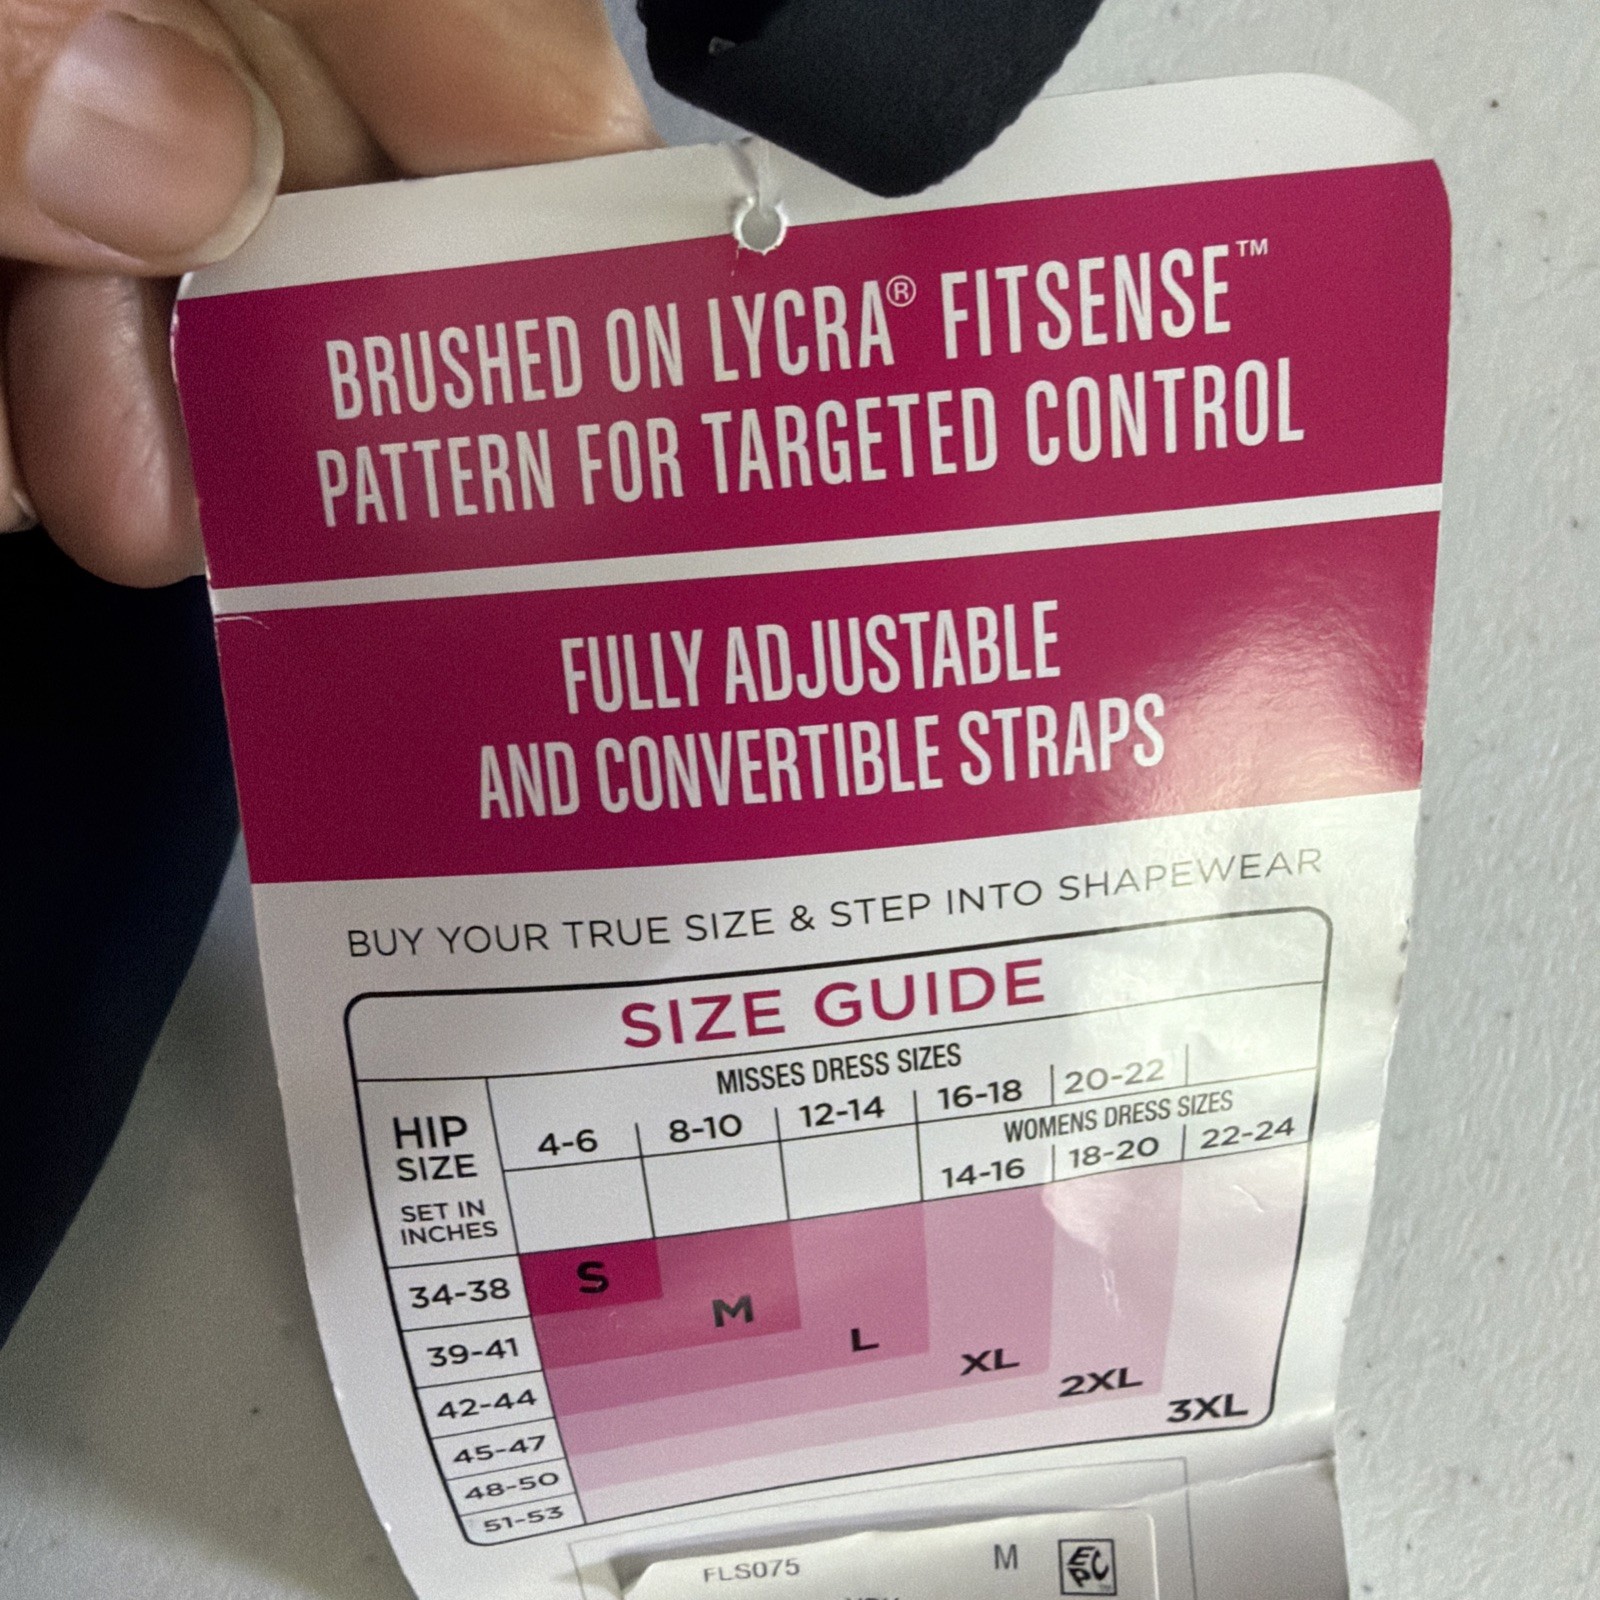 BRUSHED ON LYCRA® FITSENSE™
PATTERN FOR TARGETED CONTROL
FULLY ADJUSTABLE
AND CONVERTIBLE STRAPS
BUY YOUR TRUE SIZE & STEP INTO SHAPEWEAR
SIZE GUIDE
MISSES DRESS SIZES
HIP
SIZE
SET IN
INCHES
4-6 8-10 12-14 16-18 20-22
WOMENS DRESS SIZES
14-16 18-20 22-24
34-38 S
39-41 M
42-44 L
45-47 XL
48-50 2XL
51-53 3XL
FLS075 M EPC